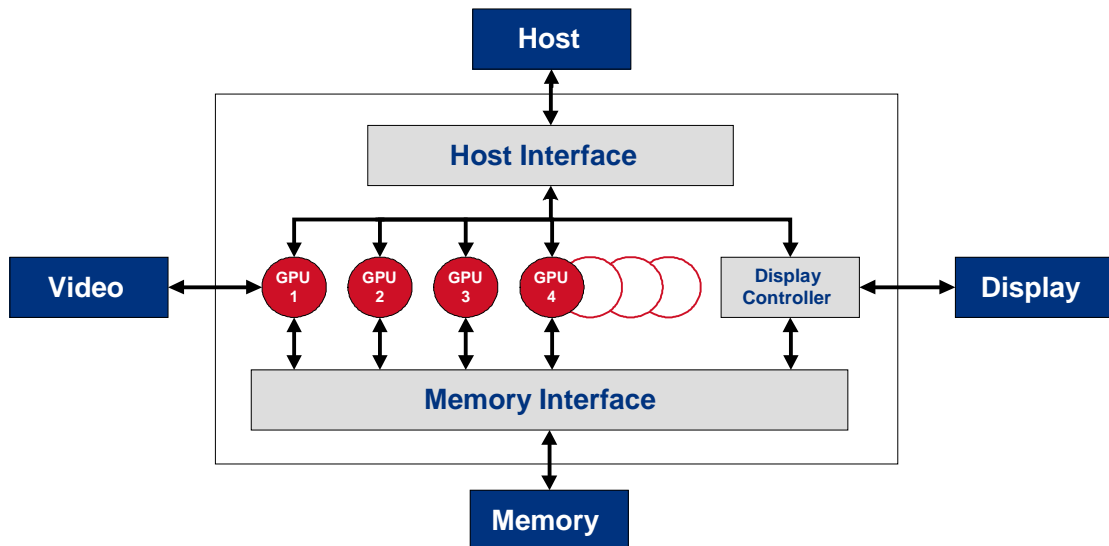 Host
Host Interface
Video
GPU
1
GPU
2
GPU
3
GPU
4
Display
Controller
Display
Memory Interface
Memory